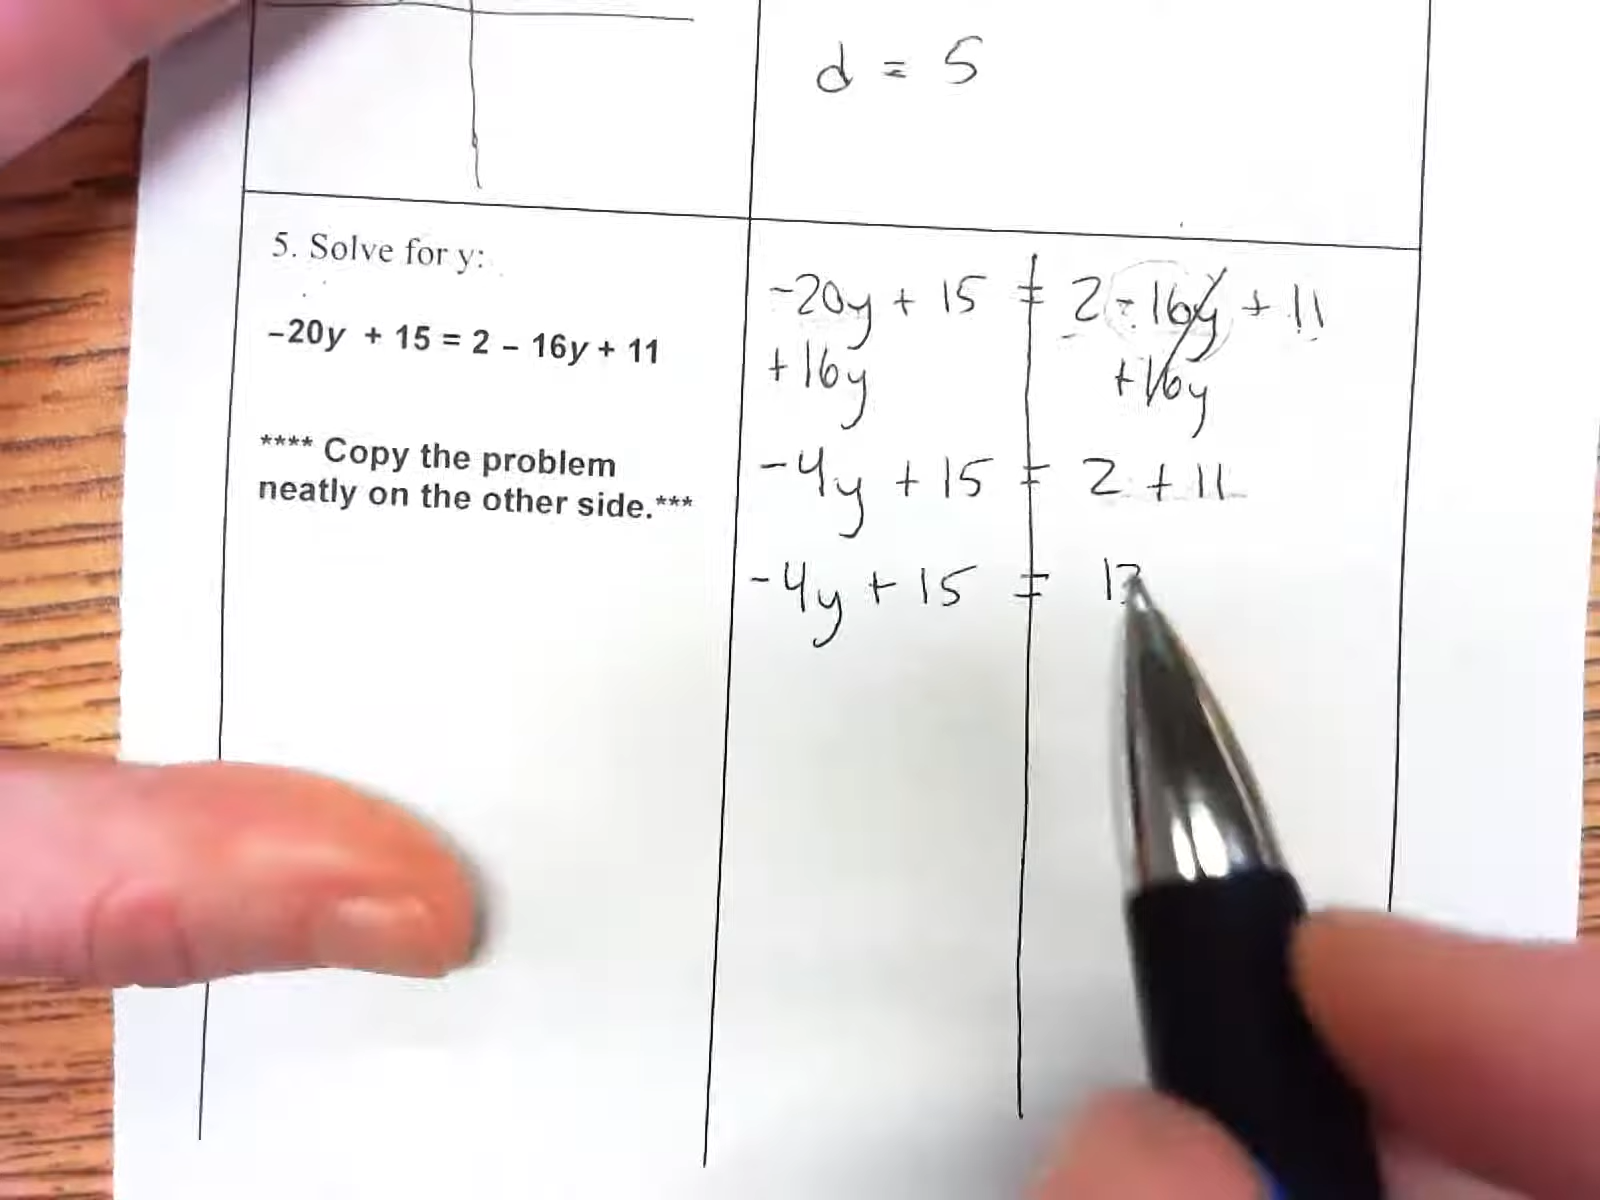 d = 5
5. Solve for y:
-20y + 15 = 2 - 16y + 11
**** Copy the problem
neatly on the other side.***
-20y + 15 = 2 - 16y + 11
+16y +16y
-4y + 15 = 2 + 11
-4y + 15 = 13